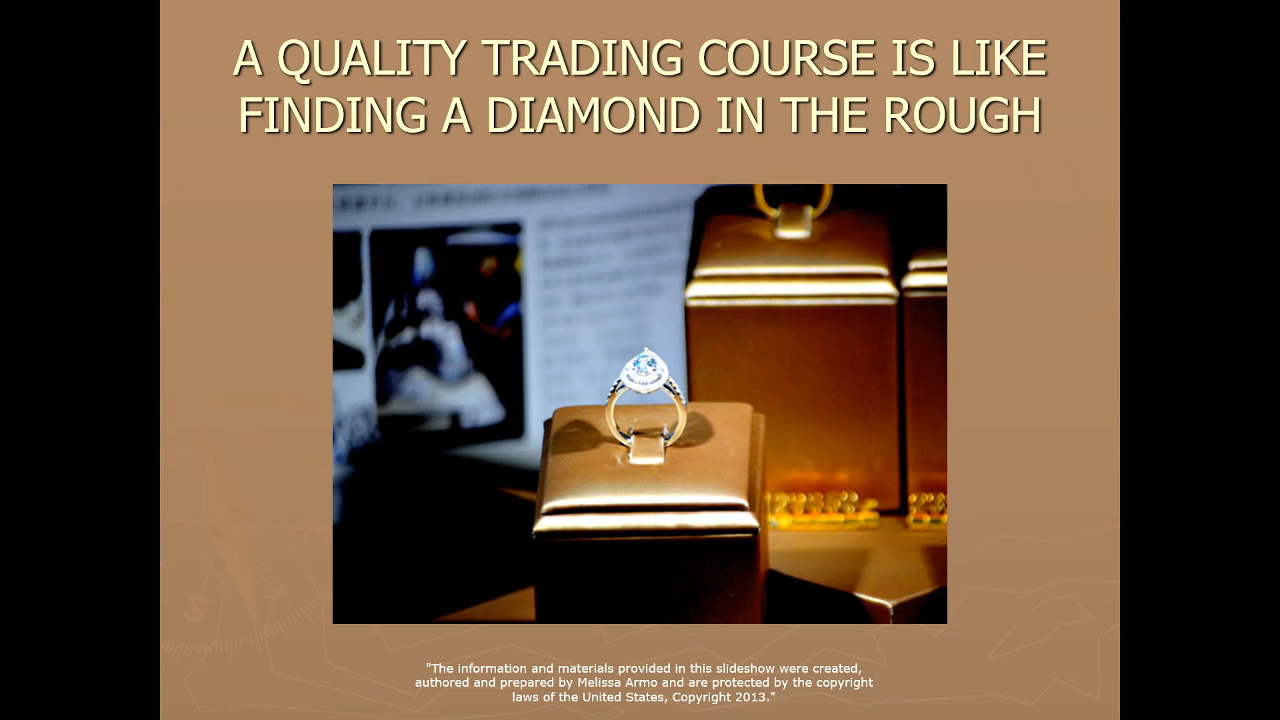 A QUALITY TRADING COURSE IS LIKE
FINDING A DIAMOND IN THE ROUGH
"The information and materials provided in this slideshow were created,
authored and prepared by Melissa Armo and are protected by the copyright
laws of the United States, Copyright 2013."